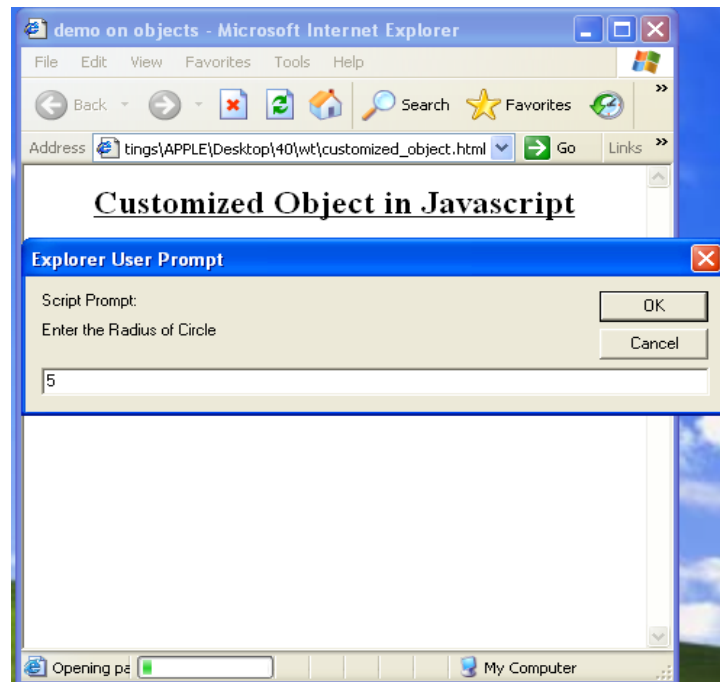 demo on objects - Microsoft Internet Explorer
File Edit View Favorites Tools Help
Back Search Favorites »
Address tings\APPLE\Desktop\40\wt\customized_object.html Go Links »
Customized Object in Javascript
Explorer User Prompt
Script Prompt:
OK
Enter the Radius of Circle
Cancel
5
Opening pa My Computer